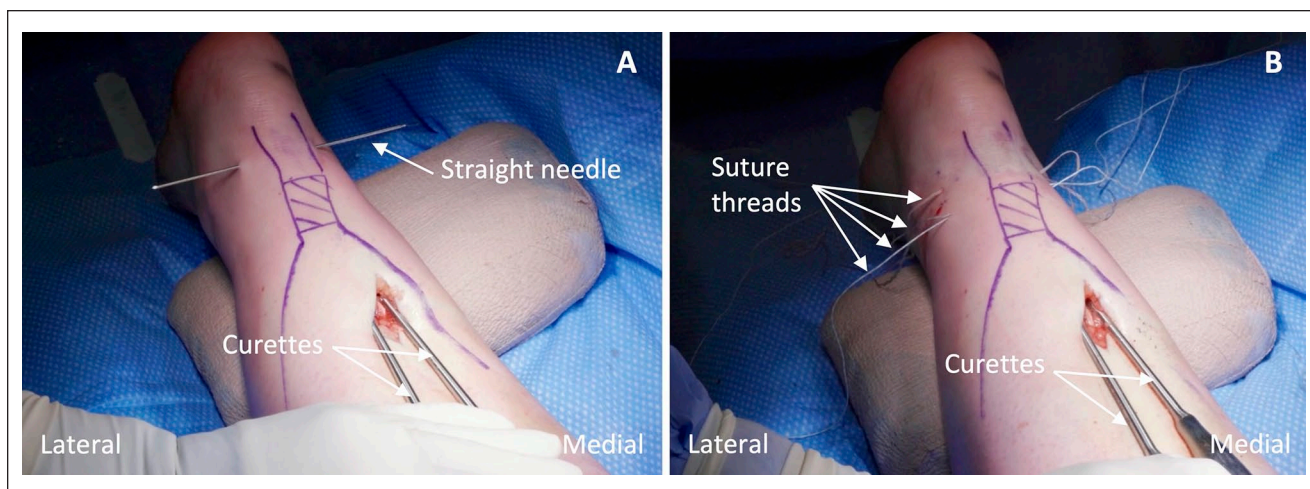 A
Straight needle
Curettes
Lateral
Medial
B
Suture
threads
Curettes
Lateral
Medial